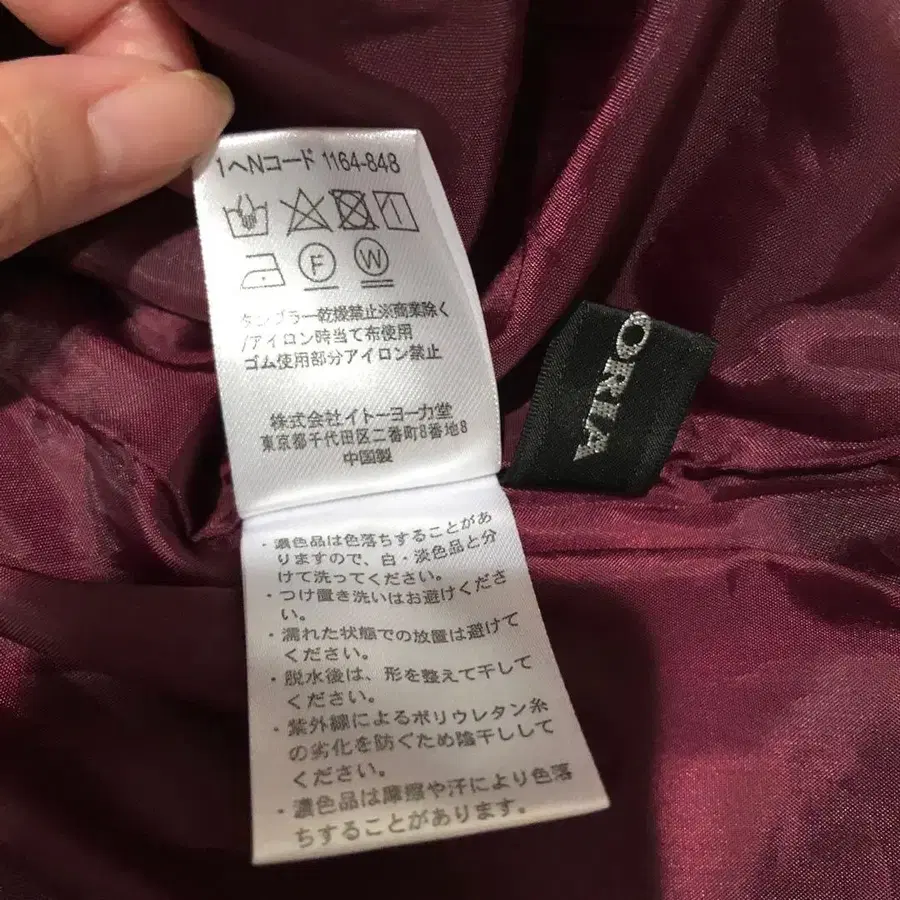 1へNコード 1164-848
F W
タンブラー乾燥禁止※商業除く
/アイロン時当て布使用
ゴム使用部分アイロン禁止
株式会社イトーヨーカ堂
東京都千代田区二番町8番地8
中国製
ORIA
・濃色品は色落ちすることがあ
りますので、白・淡色品と分
けて洗ってください。
・つけ置き洗いはお避けくださ
い。
・濡れた状態での放置は避けて
ください。
・脱水後は、形を整えて干して
ください。
・紫外線によるポリウレタン糸
の劣化を防ぐため陰干しして
ください。
・濃色品は摩擦や汗により色落
ちすることがあります。